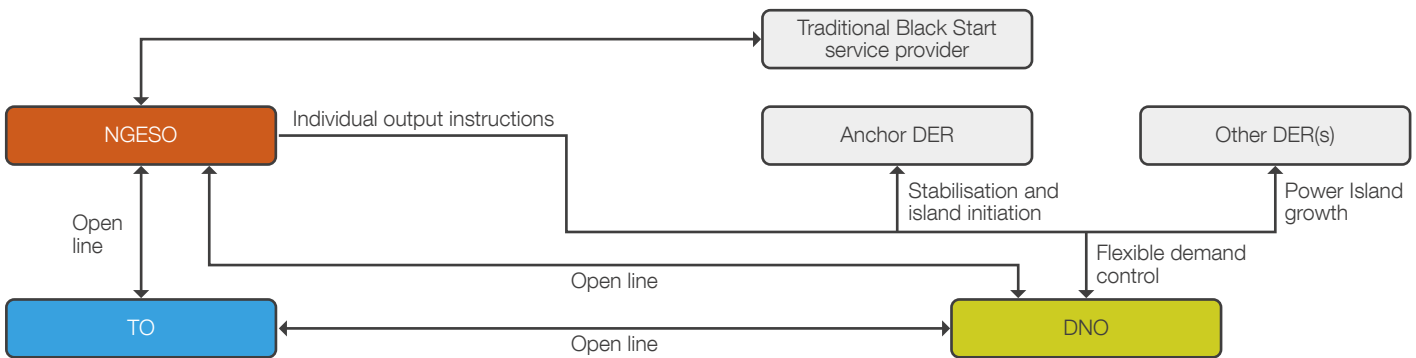 Traditional Black Start
service provider
NGESO
Individual output instructions
Anchor DER
Other DER(s)
Stabilisation and
island initiation
Power Island
growth
Open
line
Flexible demand
control
Open line
TO
DNO
Open line